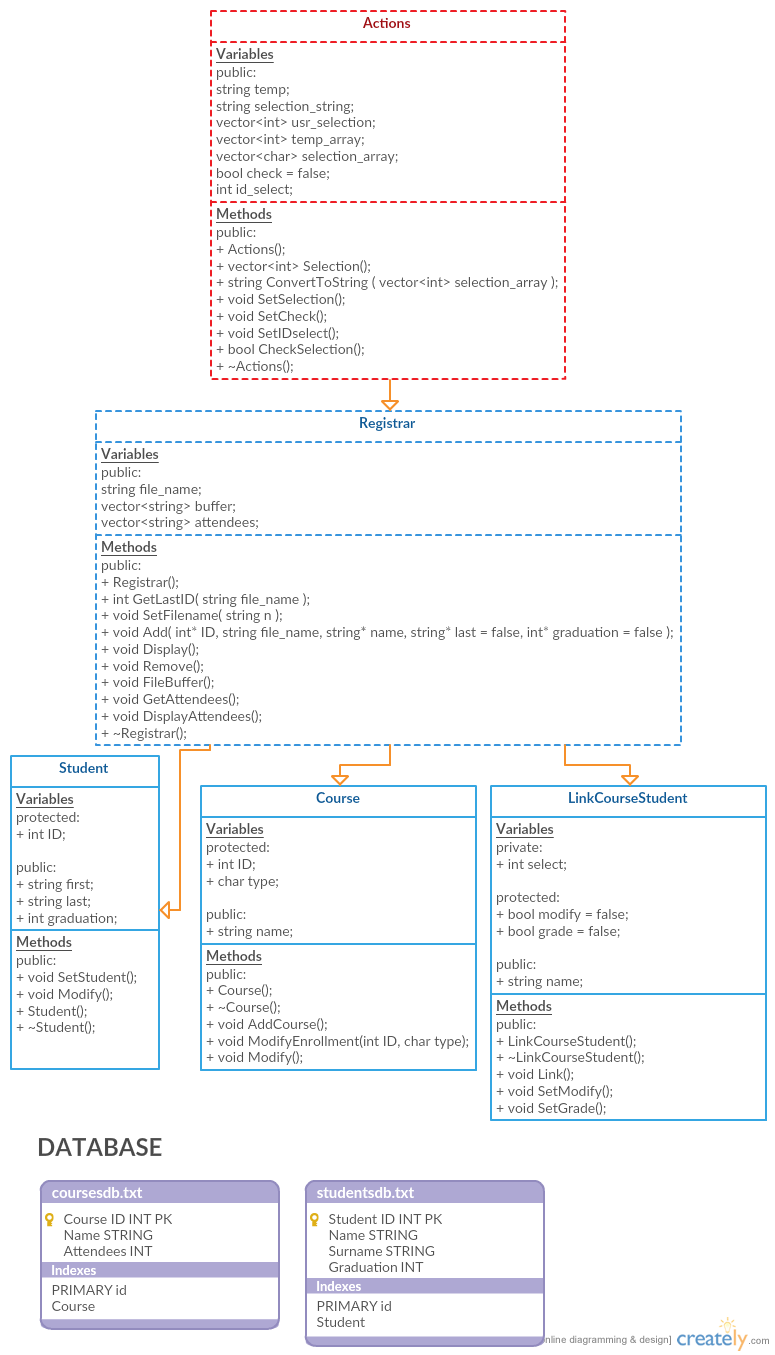 Actions
Variables
public:
string temp;
string selection_string;
vector<int> usr_selection;
vector<int> temp_array;
vector<char> selection_array;
bool check = false;
int id_select;
Methods
public:
+ Actions();
+ vector<int> Selection();
+ string ConvertToString ( vector<int> selection_array );
+ void SetSelection();
+ void SetCheck();
+ void SetIDselect();
+ bool CheckSelection();
+ ~Actions();
Registrar
Variables
public:
string file_name;
vector<string> buffer;
vector<string> attendees;
Methods
public:
+ Registrar();
+ int GetLastID( string file_name );
+ void SetFilename( string n );
+ void Add( int* ID, string file_name, string* name, string* last = false, int* graduation = false );
+ void Display();
+ void Remove();
+ void FileBuffer();
+ void GetAttendees();
+ void DisplayAttendees();
+ ~Registrar();
Student
Variables
protected:
+ int ID;
public:
+ string first;
+ string last;
+ int graduation;
Methods
public:
+ void SetStudent();
+ void Modify();
+ Student();
+ ~Student();
Course
Variables
protected:
+ int ID;
+ char type;
public:
+ string name;
Methods
public:
+ Course();
+ ~Course();
+ void AddCourse();
+ void ModifyEnrollment(int ID, char type);
+ void Modify();
LinkCourseStudent
Variables
private:
+ int select;
protected:
+ bool modify = false;
+ bool grade = false;
public:
+ string name;
Methods
public:
+ LinkCourseStudent();
+ ~LinkCourseStudent();
+ void Link();
+ void SetModify();
+ void SetGrade();
DATABASE
coursesdb.txt
Course ID INT PK
Name STRING
Attendees INT
Indexes
PRIMARY id
Course
studentsdb.txt
Student ID INT PK
Name STRING
Surname STRING
Graduation INT
Indexes
PRIMARY id
Student
nline diagramming & design] creately.com